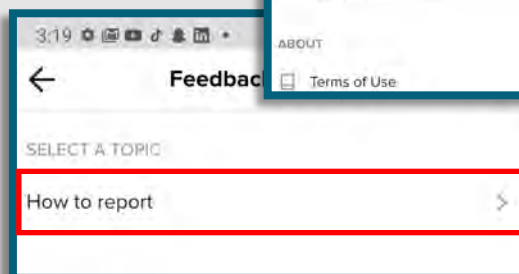 3:19
ABOUT
Feedbac
Terms of Use
SELECT A TOPIC
How to report